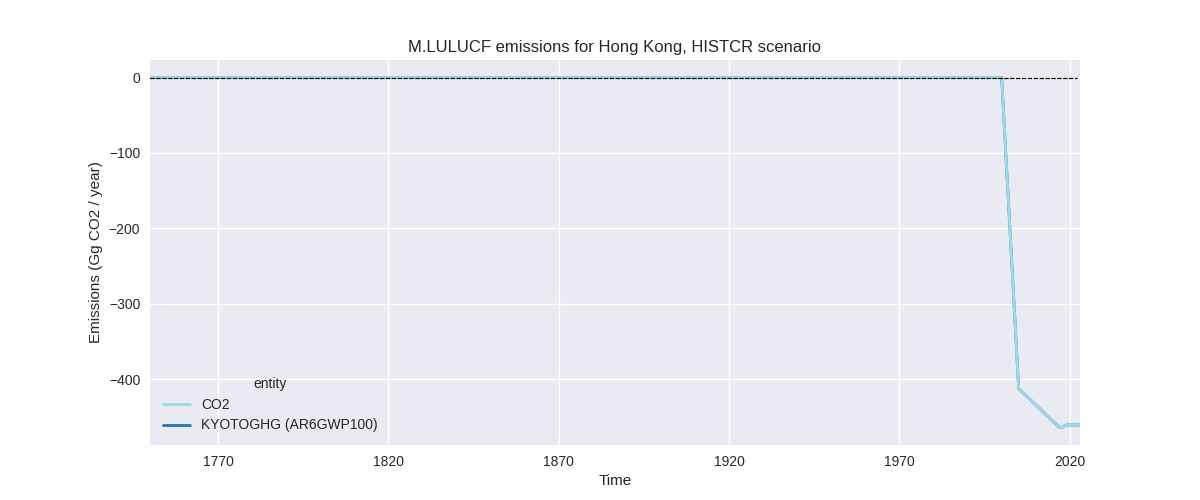 M.LULUCF emissions for Hong Kong, HISTCR scenario
Emissions (Gg CO2 / year)
0
−100
−200
−300
−400
entity
CO2
KYOTOGHG (AR6GWP100)
1770
1820
1870
1920
1970
2020
Time